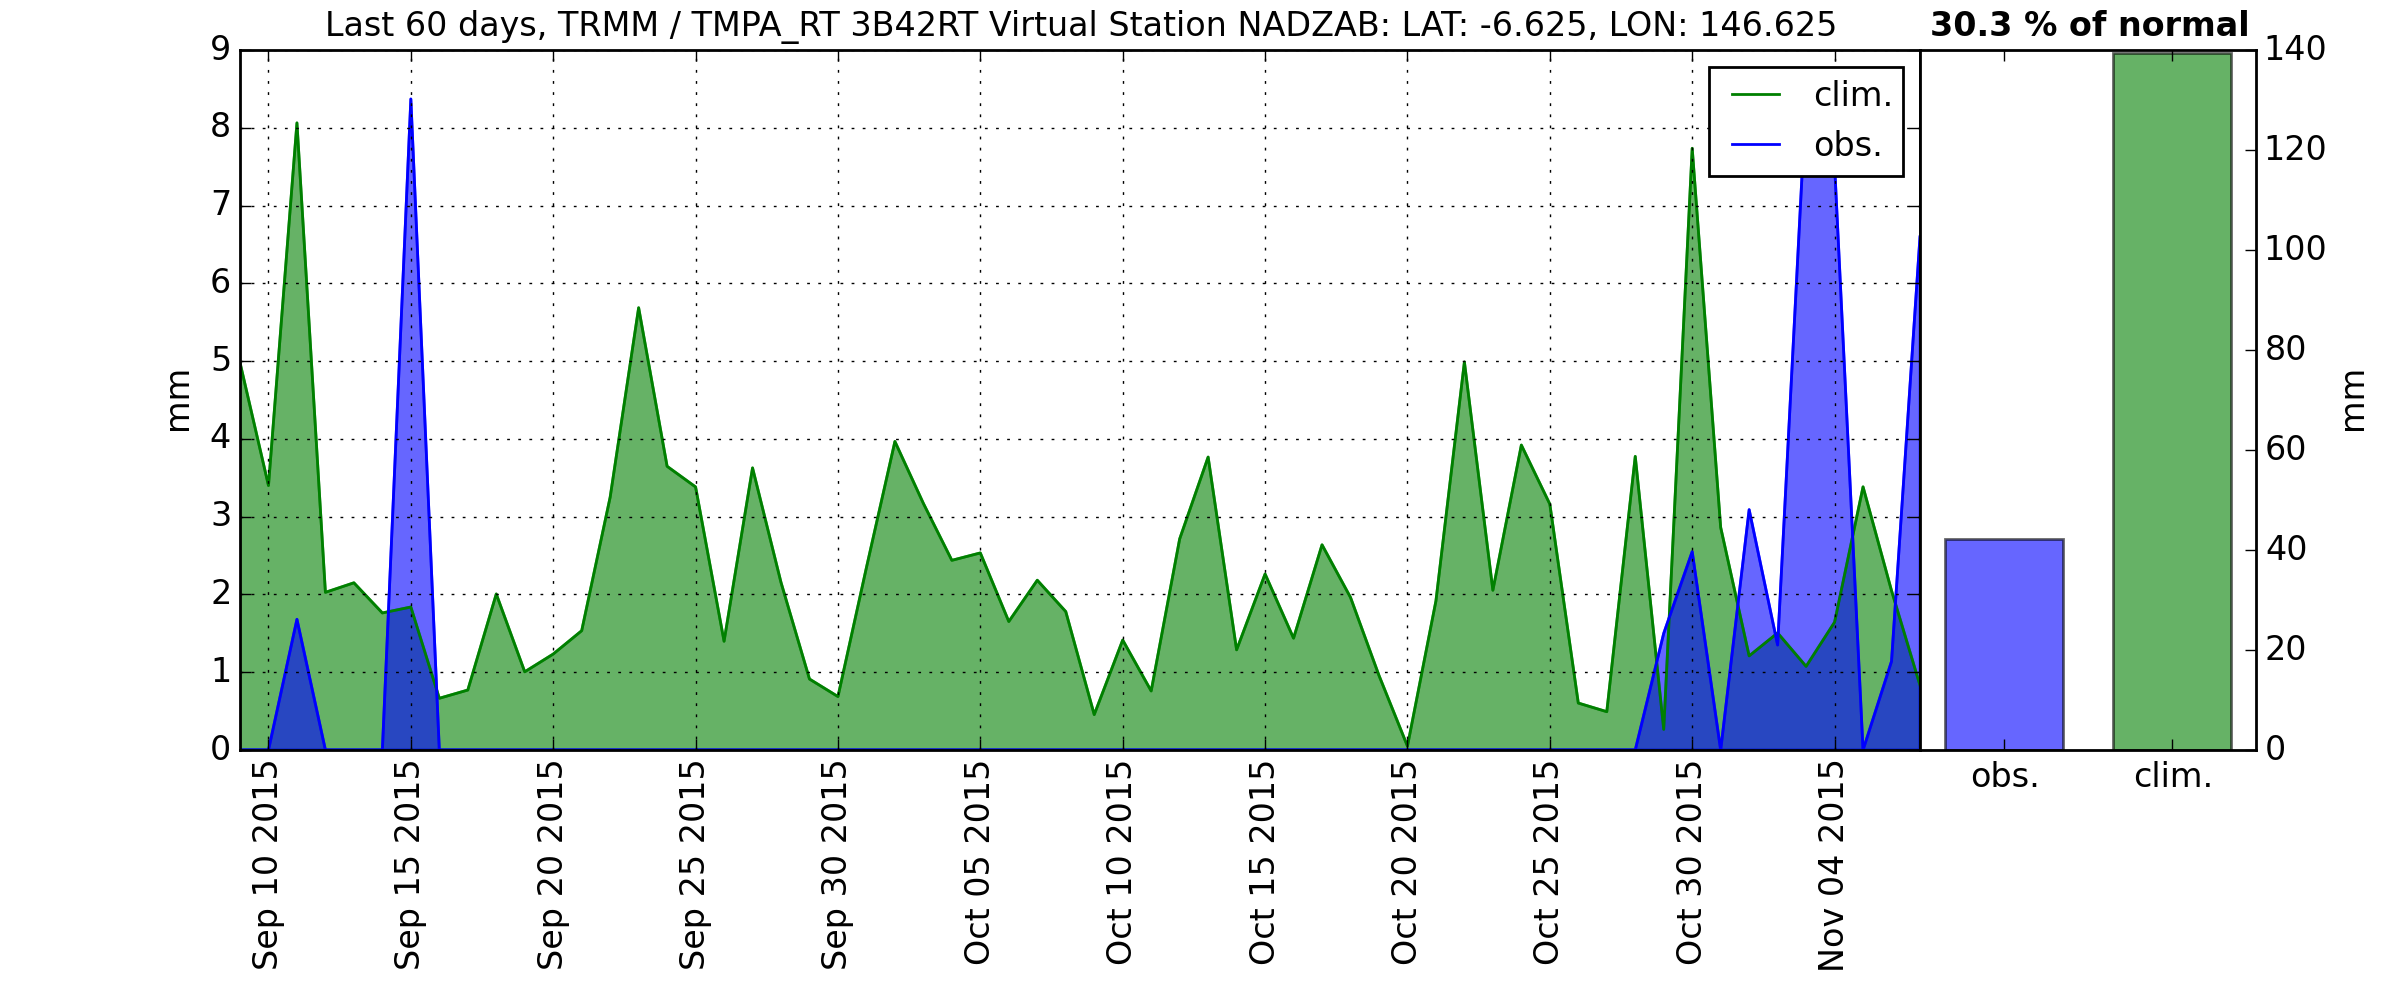 Last 60 days, TRMM / TMPA_RT 3B42RT Virtual Station NADZAB: LAT: -6.625, LON: 146.625
30.3 % of normal
9
8
7
6
5
4
3
2
1
0
mm
clim.
obs.
140
120
100
80
60
40
20
0
mm
Sep 10 2015
Sep 15 2015
Sep 20 2015
Sep 25 2015
Sep 30 2015
Oct 05 2015
Oct 10 2015
Oct 15 2015
Oct 20 2015
Oct 25 2015
Oct 30 2015
Nov 04 2015
obs.
clim.